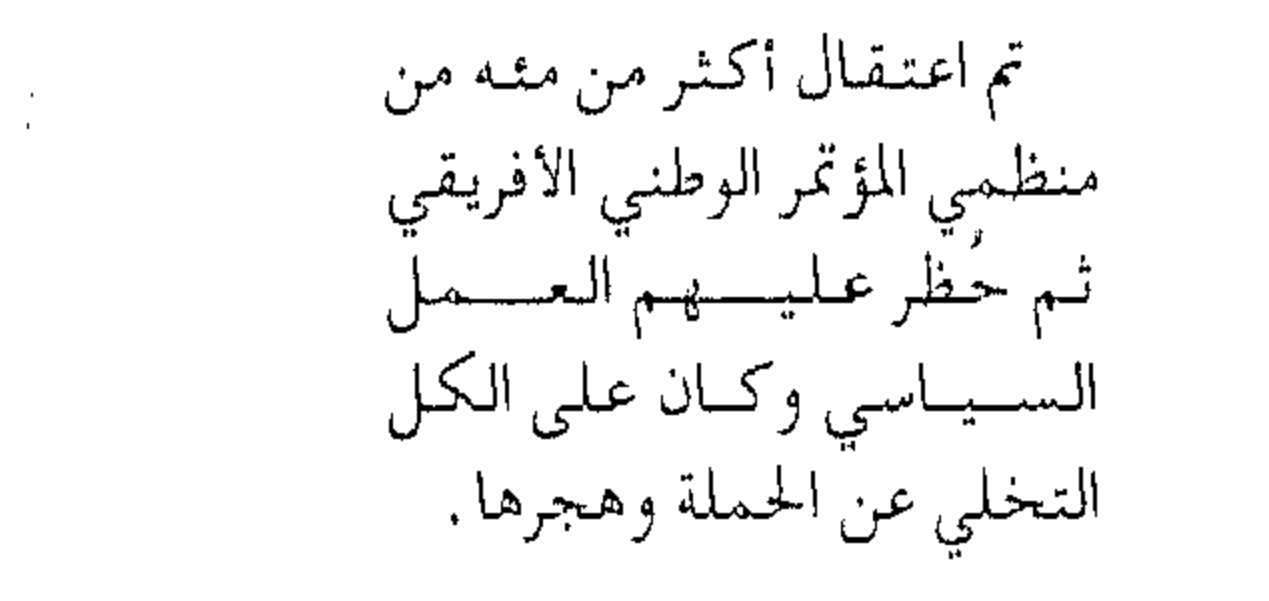 تم اعتقال أكثر من مئه من
منظمي المؤتمر الوطني الأفريقي
ثم حُظر عليهم العمل
السياسي وكان على الكل
التخلي عن الحملة وهجرها .